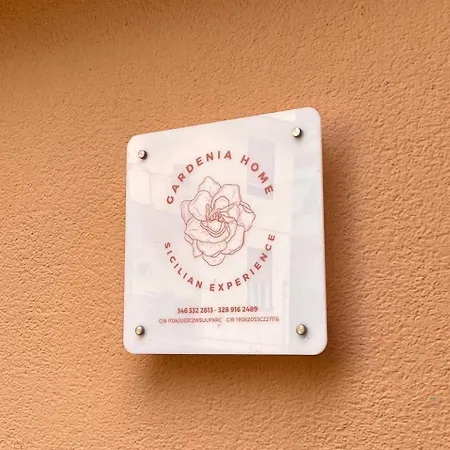 GARDENIA HOME
SICILIAN EXPERIENCE
346 332 2813 - 328 916 2489